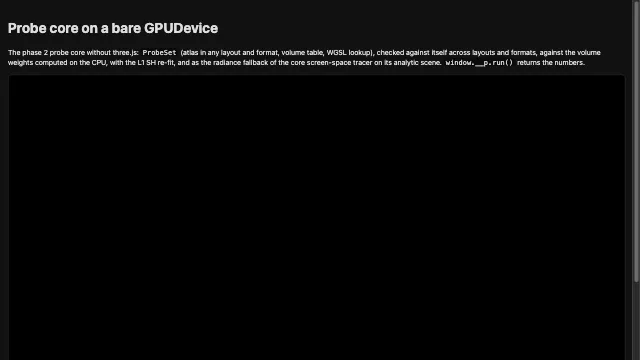 Probe core on a bare GPUDevice
The phase 2 probe core without three.js: ProbeSet (atlas in any layout and format, volume table, WGSL lookup), checked against itself across layouts and formats, against the volume
weights computed on the CPU, with the L1 SH re-fit, and as the radiance fallback of the core screen-space tracer on its analytic scene. window.__p.run() returns the numbers.